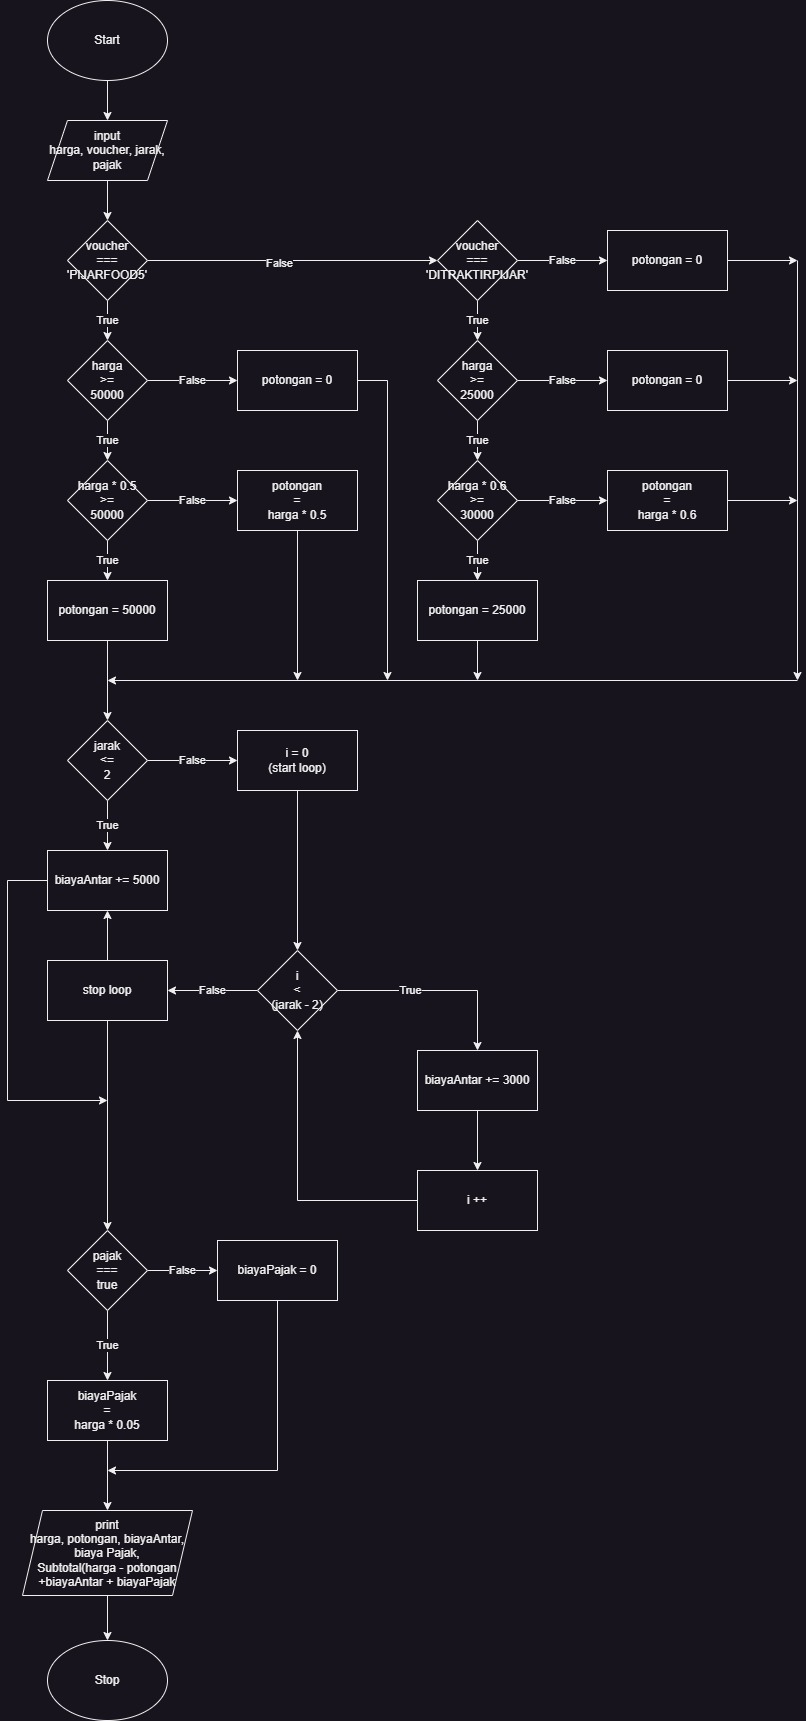 Start
input
harga, voucher, jarak,
pajak
voucher
===
'PIJARFOOD5'
False
voucher
===
'DITRAKTIRPIJAR'
False
potongan = 0
True
True
harga
>=
50000
False
potongan = 0
harga
>=
25000
False
potongan = 0
True
True
harga * 0.5
>=
50000
False
potongan
=
harga * 0.5
harga * 0.6
>=
30000
False
potongan
=
harga * 0.6
True
True
potongan = 50000
potongan = 25000
jarak
<=
2
False
i = 0
(start loop)
True
biayaAntar += 5000
stop loop
False
i
<
(jarak - 2)
True
biayaAntar += 3000
i ++
pajak
===
true
False
biayaPajak = 0
True
biayaPajak
=
harga * 0.05
print
harga, potongan, biayaAntar,
biaya Pajak,
Subtotal(harga - potongan
+biayaAntar + biayaPajak
Stop